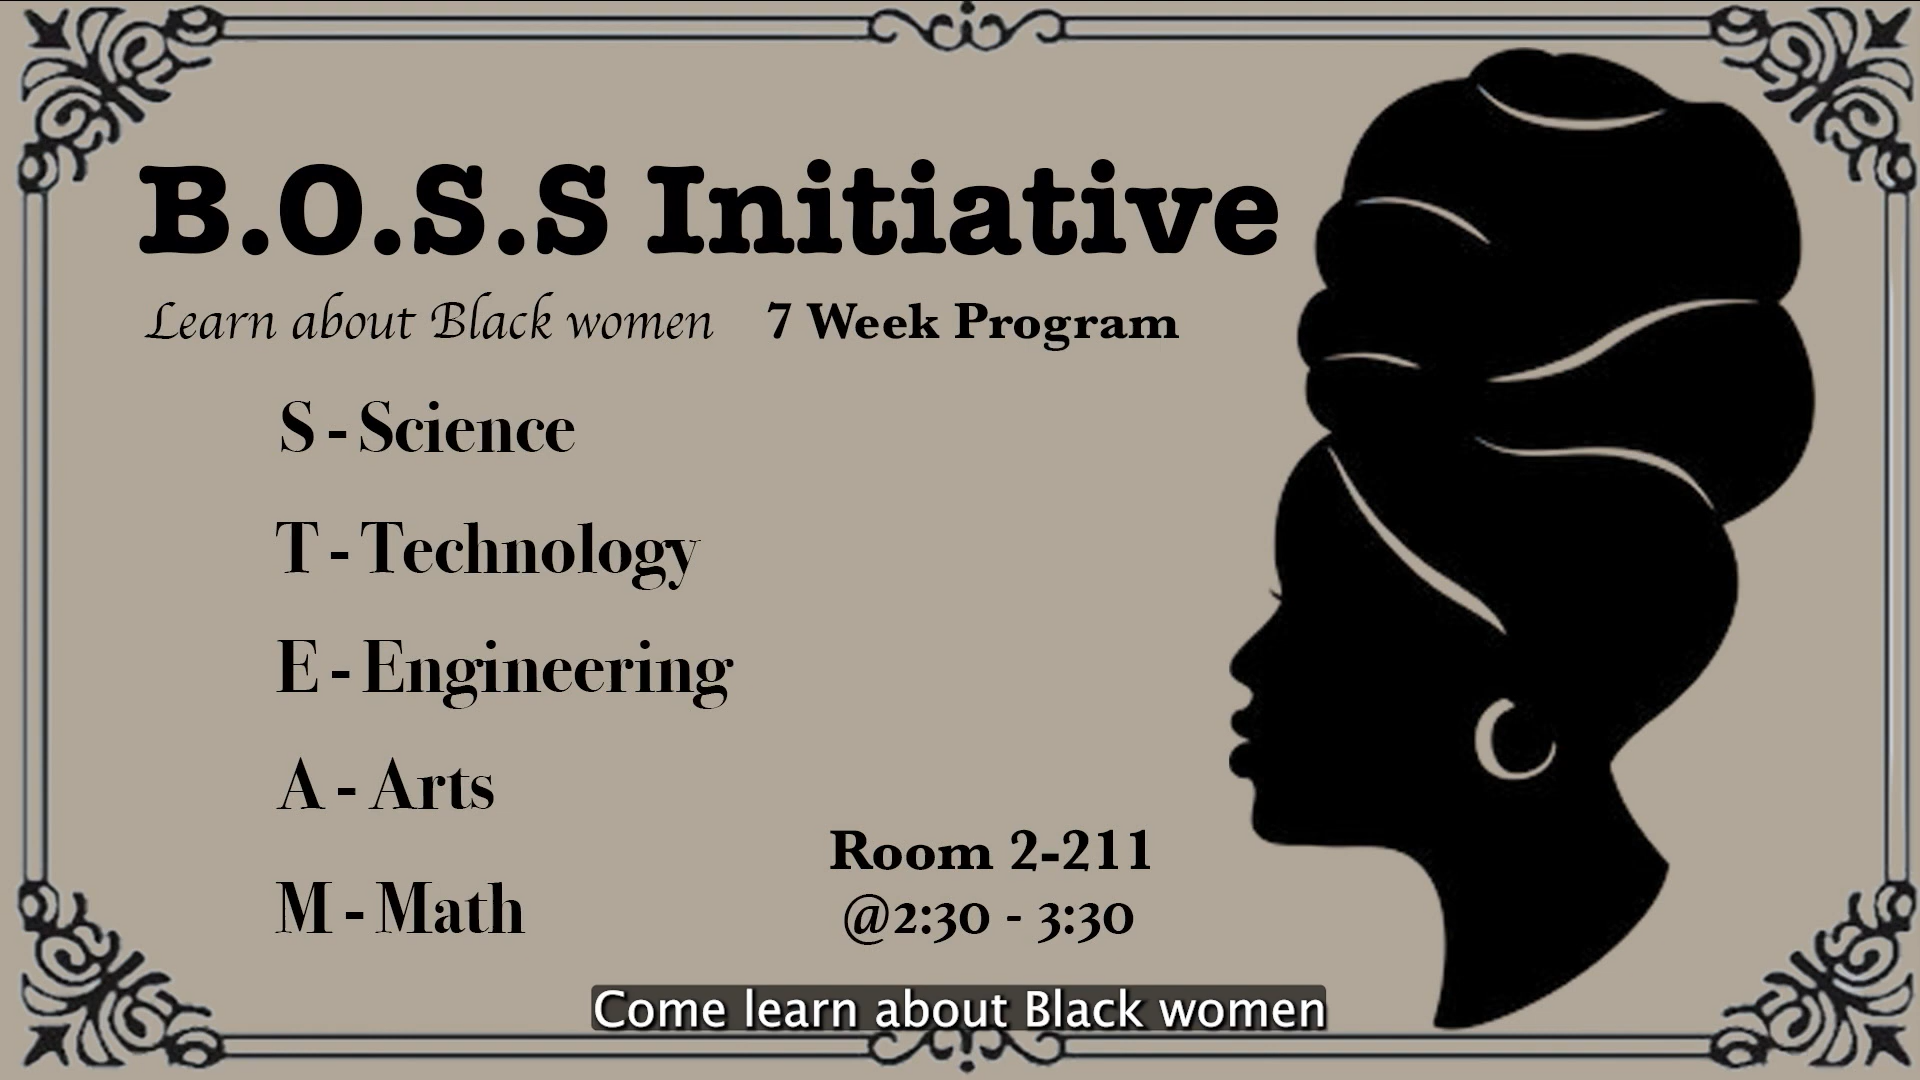 B.O.S.S Initiative
Learn about Black women 7 Week Program
S - Science
T - Technology
E - Engineering
A - Arts
M - Math
Room 2-211
@2:30 - 3:30
Come learn about Black women